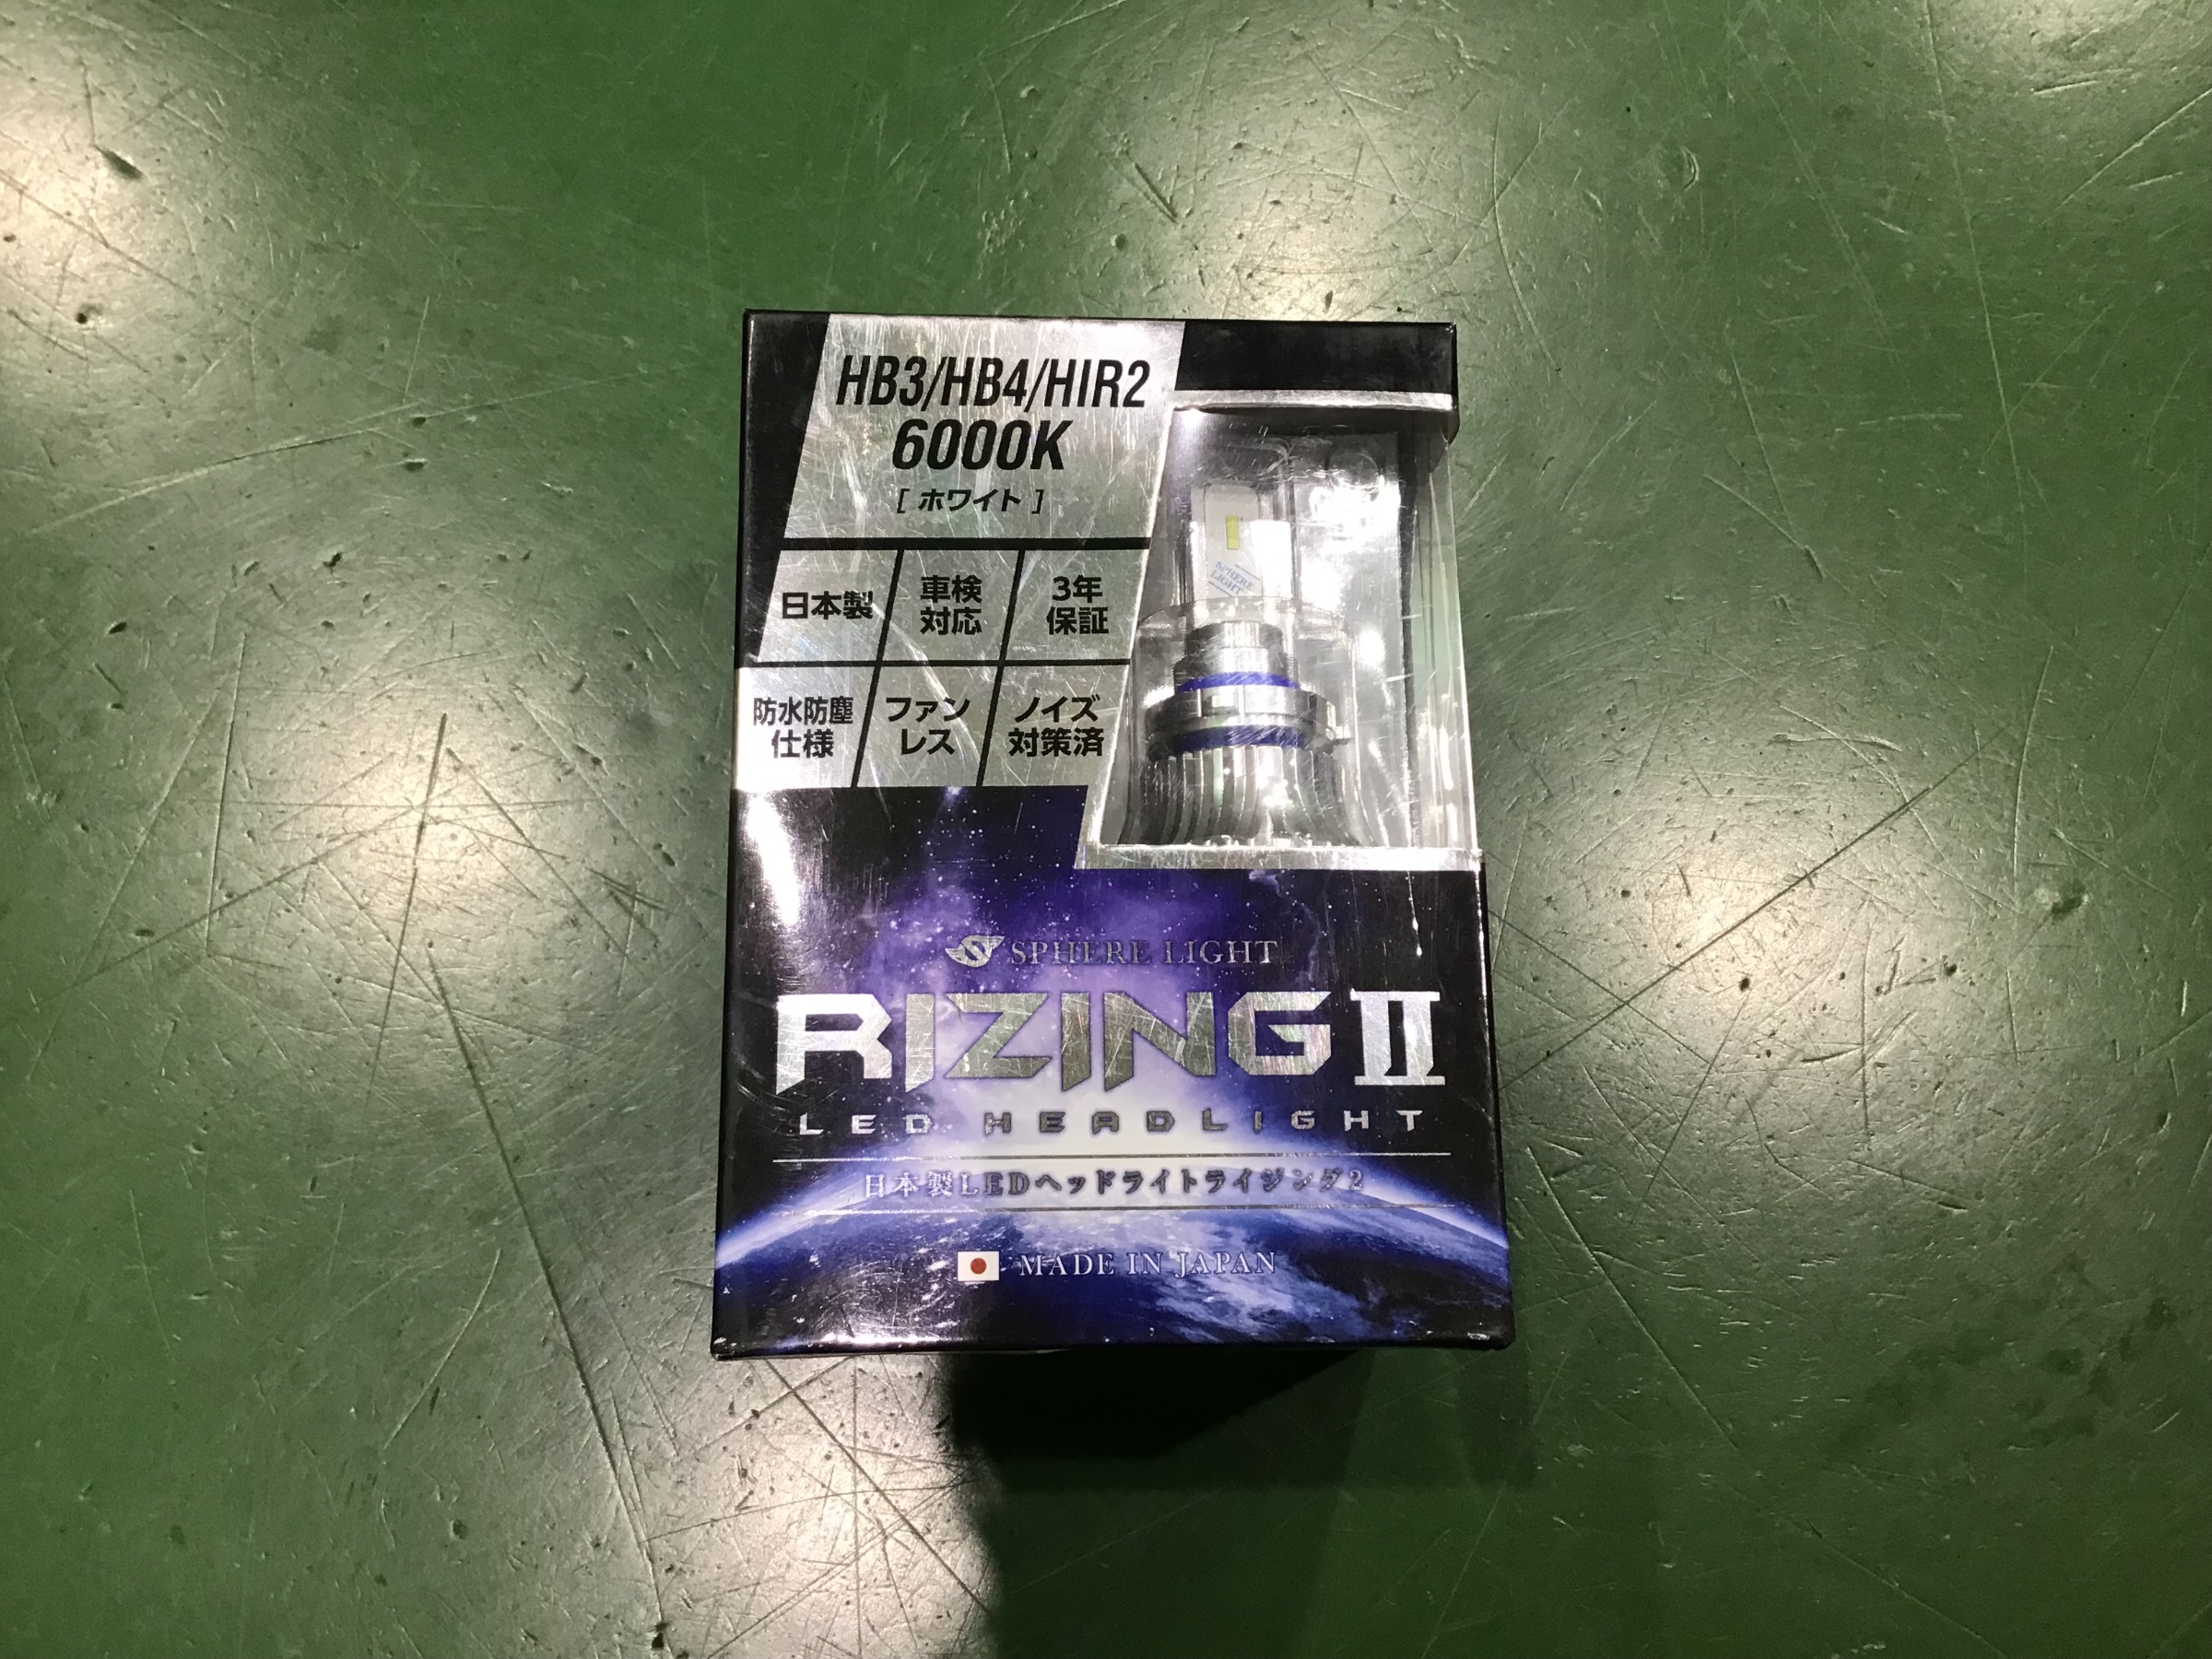 HB3/HB4/HIR2
6000K
[ ホワイト ]
日本製
車検
対応
3年
保証
防水防塵
仕様
ファン
レス
ノイズ
対策済
SPHERE
LIGHT
SPHERE LIGHT
RIZING II
LED HEADLIGHT
日本製LEDヘッドライトライジング2
MADE IN JAPAN